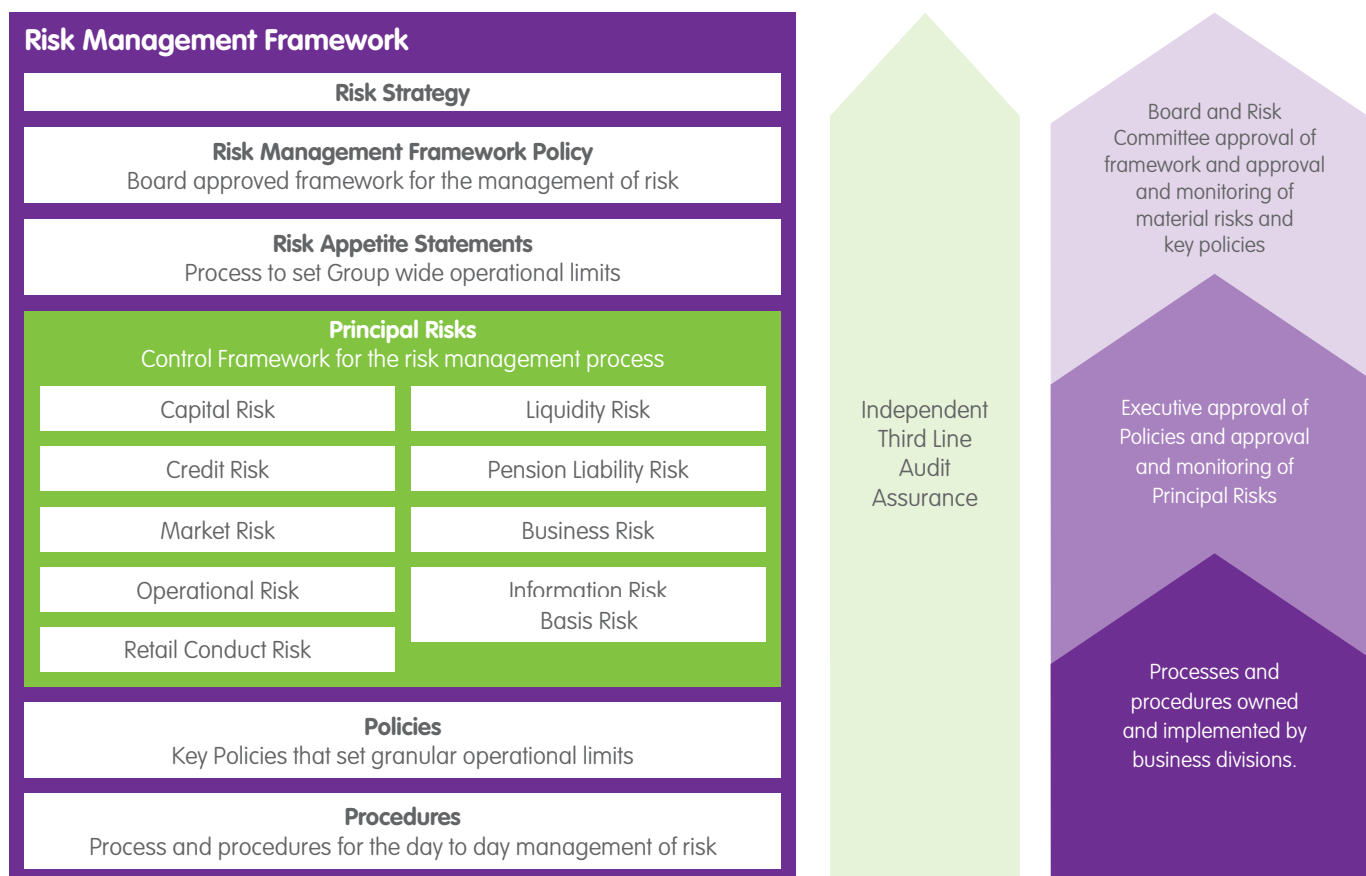 Risk Management Framework
Risk Strategy
Risk Management Framework Policy
Board approved framework for the management of risk
Risk Appetite Statements
Process to set Group wide operational limits
Principal Risks
Control Framework for the risk management process
Capital Risk
Liquidity Risk
Credit Risk
Pension Liability Risk
Market Risk
Business Risk
Operational Risk
Information Risk
Basis Risk
Retail Conduct Risk
Policies
Key Policies that set granular operational limits
Procedures
Process and procedures for the day to day management of risk
Independent
Third Line
Audit
Assurance
Board and Risk
Committee approval of
framework and approval
and monitoring of
material risks and
key policies
Executive approval of
Policies and approval
and monitoring of
Principal Risks
Processes and
procedures owned
and implemented by
business divisions.